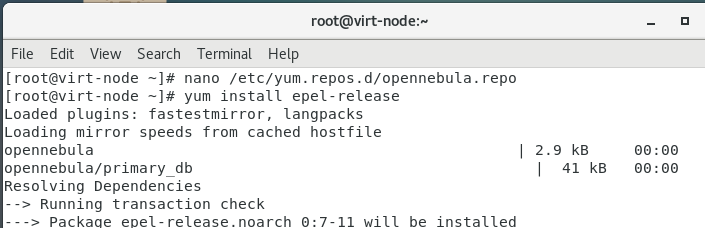 root@virt-node:~
File Edit View Search Terminal Help
[root@virt-node ~]# nano /etc/yum.repos.d/opennebula.repo
[root@virt-node ~]# yum install epel-release
Loaded plugins: fastestmirror, langpacks
Loading mirror speeds from cached hostfile
opennebula | 2.9 kB 00:00
opennebula/primary_db | 41 kB 00:00
Resolving Dependencies
--> Running transaction check
---> Package epel-release.noarch 0:7-11 will be installed